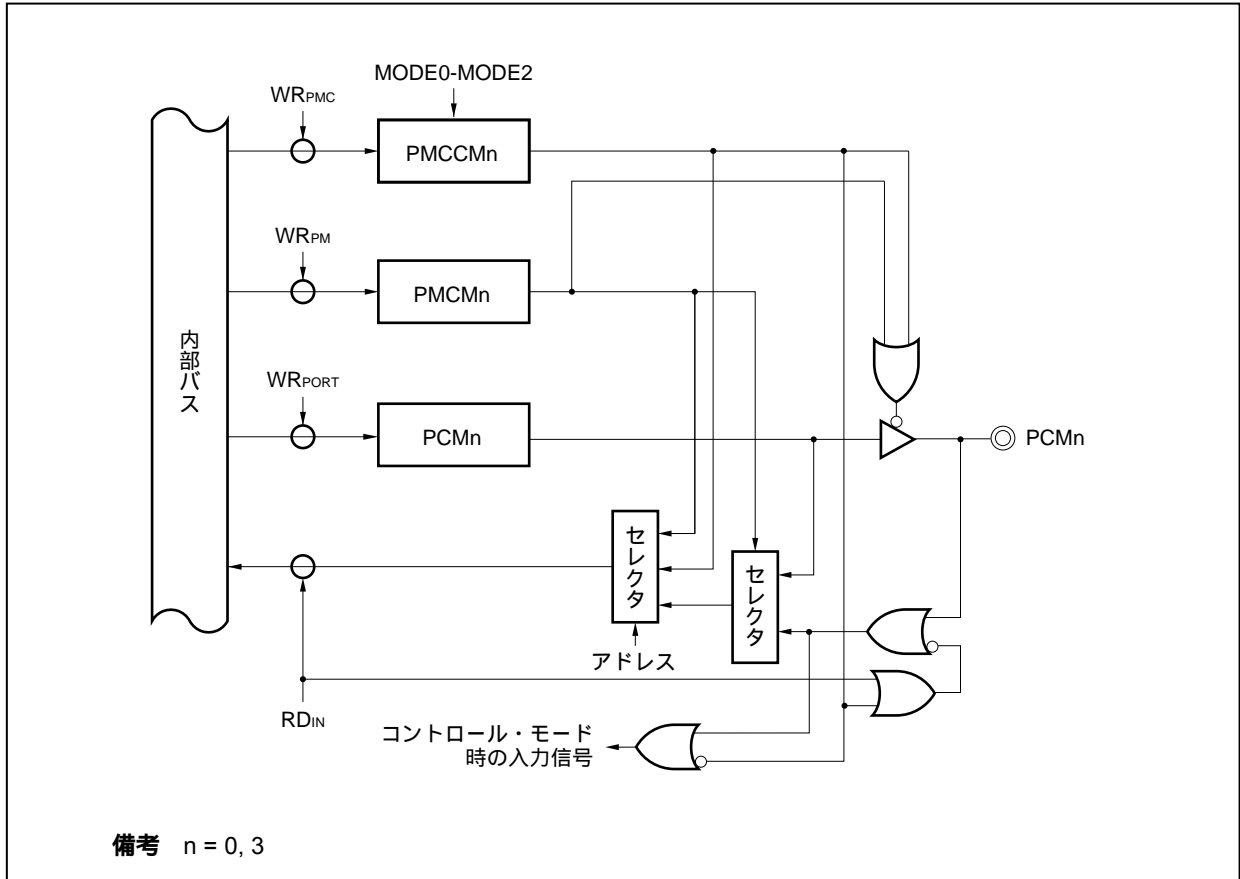 MODE0-MODE2
WRPMC
PMCCMn
WRPM
PMCMn
内部バス
WRPORT
PCMn
PCMn
セレクタ
セレクタ
アドレス
RDIN
コントロール・モード
時の入力信号
備考 n = 0, 3